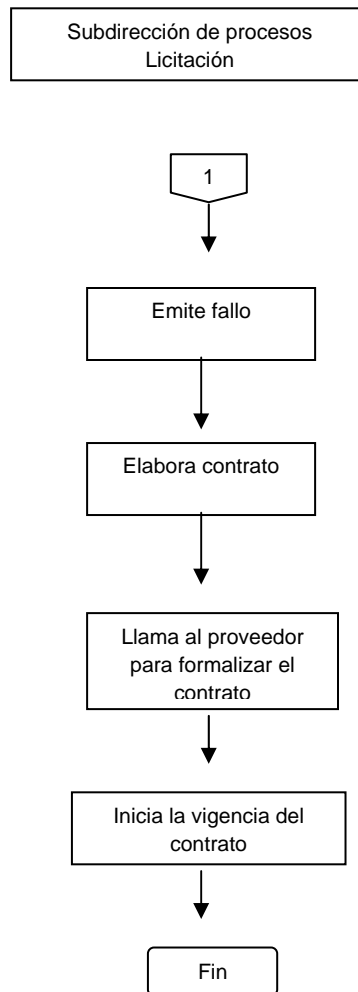 Subdirección de procesos
Licitación
1
Emite fallo
Elabora contrato
Llama al proveedor
para formalizar el
contrato
Inicia la vigencia del
contrato
Fin